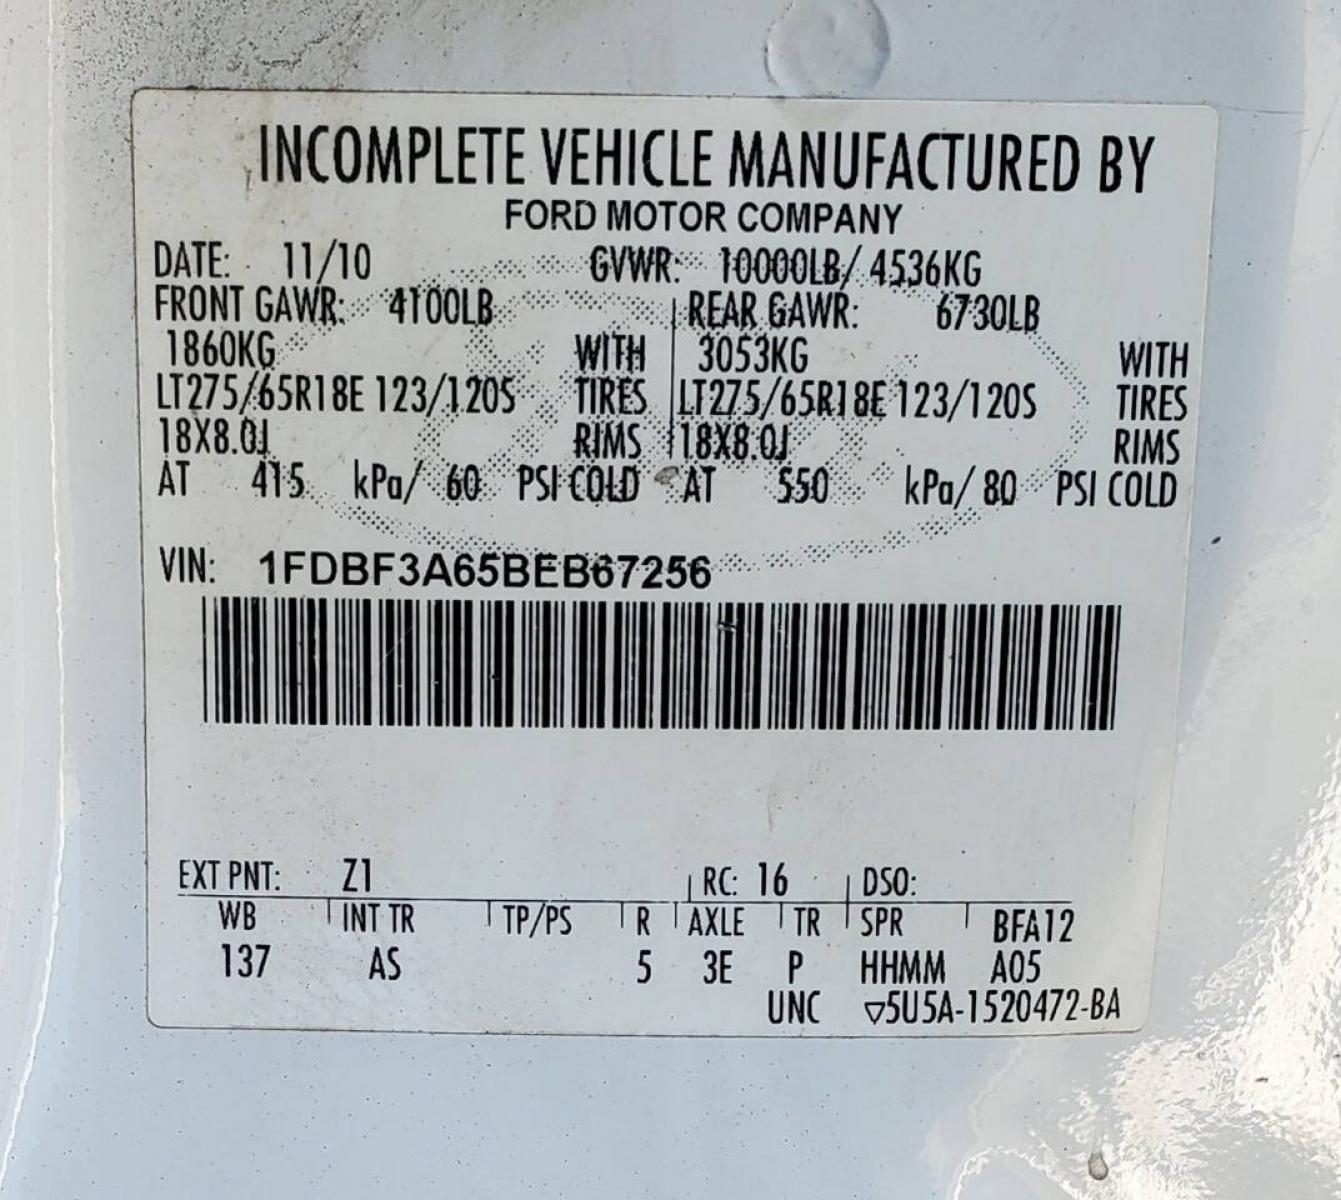 INCOMPLETE VEHICLE MANUFACTURED BY
FORD MOTOR COMPANY
DATE: 11/10 GVWR: 10000LB/ 4536KG
FRONT GAWR: 4100LB REAR GAWR: 6730LB
1860KG WITH 3053KG WITH
LT275/65R18E 123/120S TIRES LT275/65R18E 123/120S TIRES
18X8.0J RIMS 18X8.0J RIMS
AT 415 kPa/ 60 PSI COLD AT 550 kPa/ 80 PSI COLD
VIN: 1FDBF3A65BEB67256
EXT PNT: Z1 RC: 16 DSO:
WB INT TR TP/PS R AXLE TR SPR BFA12
137 AS 5 3E P HHMM A05
UNC ▽5U5A-1520472-BA